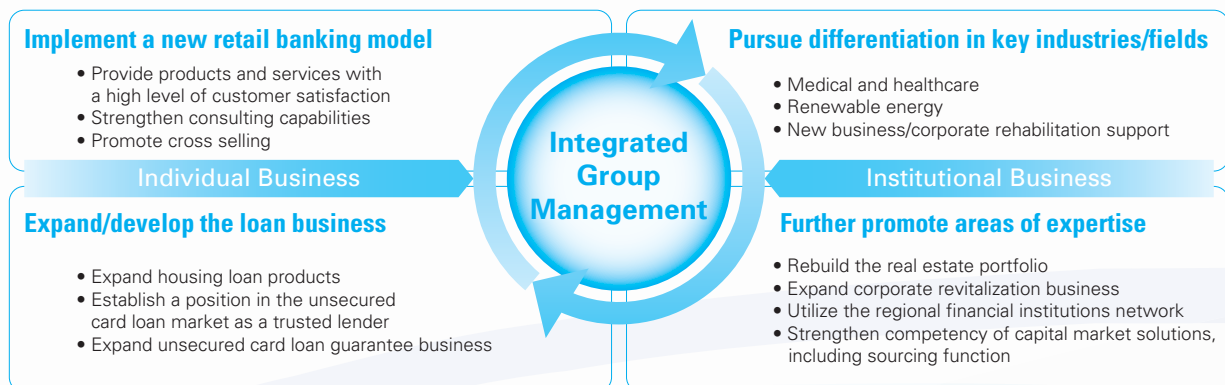 Implement a new retail banking model
• Provide products and services with
a high level of customer satisfaction
• Strengthen consulting capabilities
• Promote cross selling
Individual Business
Expand/develop the loan business
• Expand housing loan products
• Establish a position in the unsecured
card loan market as a trusted lender
• Expand unsecured card loan guarantee business
Integrated
Group
Management
Pursue differentiation in key industries/fields
• Medical and healthcare
• Renewable energy
• New business/corporate rehabilitation support
Institutional Business
Further promote areas of expertise
• Rebuild the real estate portfolio
• Expand corporate revitalization business
• Utilize the regional financial institutions network
• Strengthen competency of capital market solutions,
including sourcing function